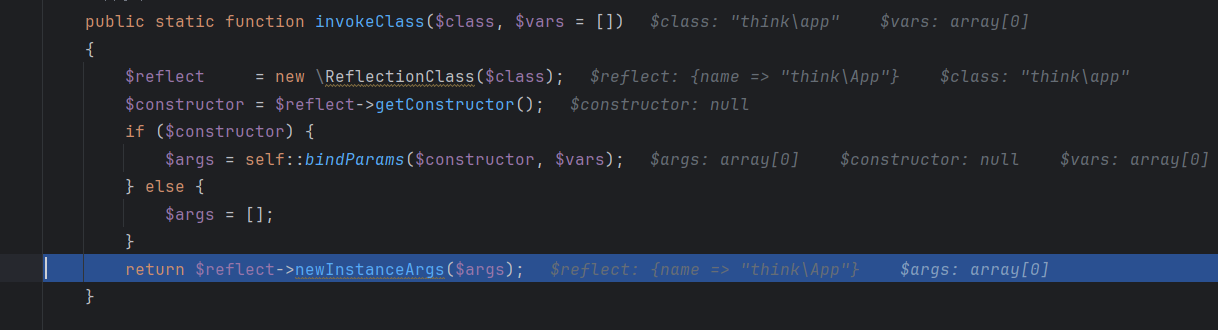 public static function invokeClass($class, $vars = []) $class: "think\app" $vars: array[0]
{
$reflect = new \ReflectionClass($class); $reflect: {name => "think\App"} $class: "think\app"
$constructor = $reflect->getConstructor(); $constructor: null
if ($constructor) {
$args = self::bindParams($constructor, $vars); $args: array[0] $constructor: null $vars: array[0]
} else {
$args = [];
}
return $reflect->newInstanceArgs($args); $reflect: {name => "think\App"} $args: array[0]
}